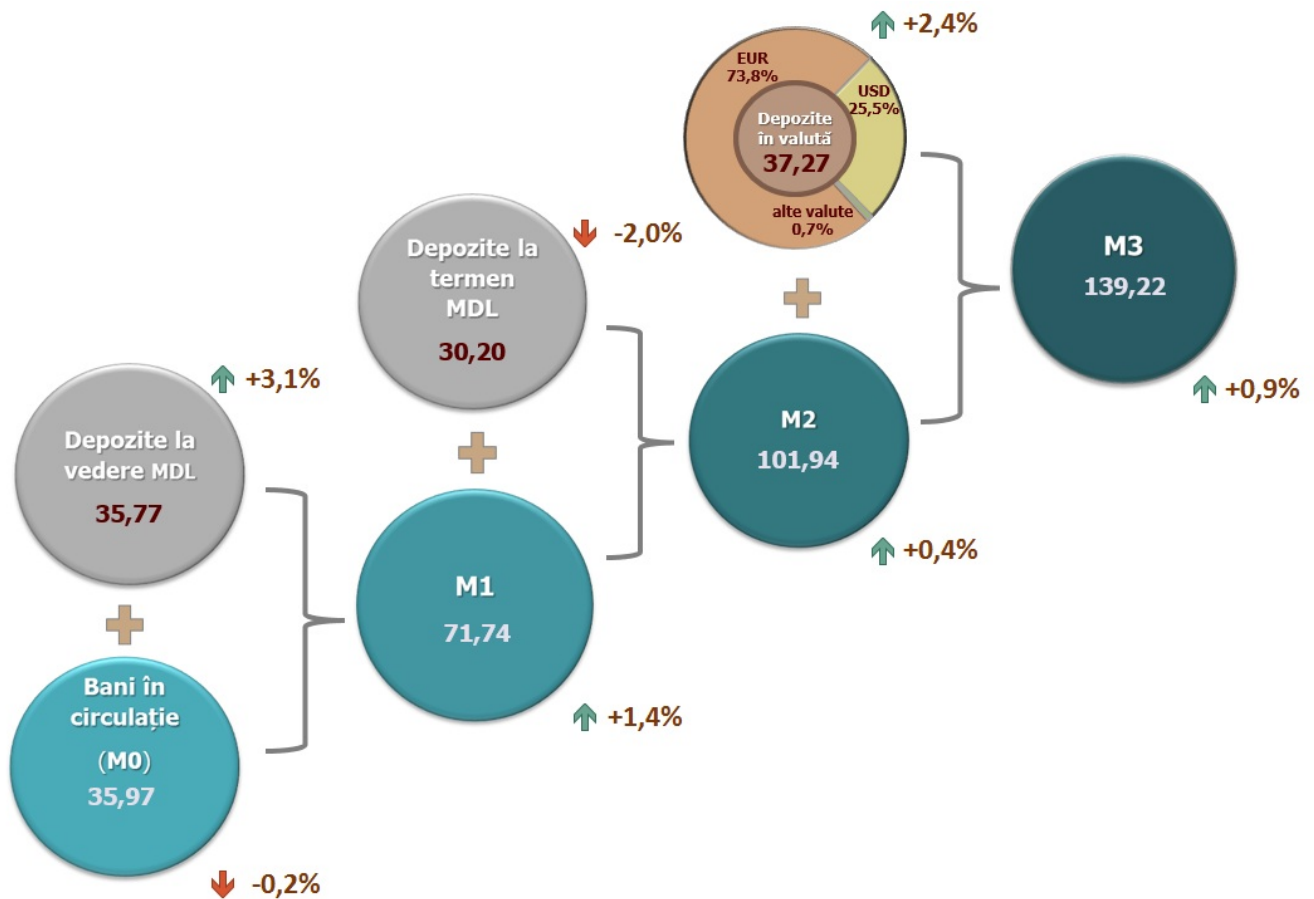 +2,4%
EUR
73,8%
USD
25,5%
Depozite
în valută
37,27
alte valute
0,7%
Depozite la
termen
MDL
30,20
-2,0%
M3
139,22
+0,9%
Depozite la
vedere MDL
35,77
+3,1%
M2
101,94
+0,4%
M1
71,74
+1,4%
Bani în
circulație
(M0)
35,97
-0,2%